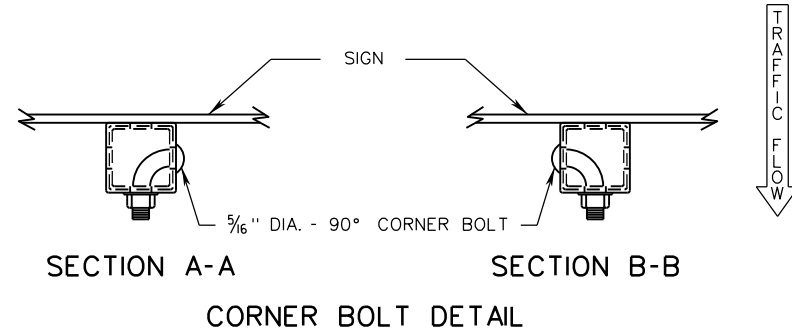 SIGN
TRAFFIC FLOW
5/16" DIA. - 90° CORNER BOLT
SECTION A-A
SECTION B-B
CORNER BOLT DETAIL